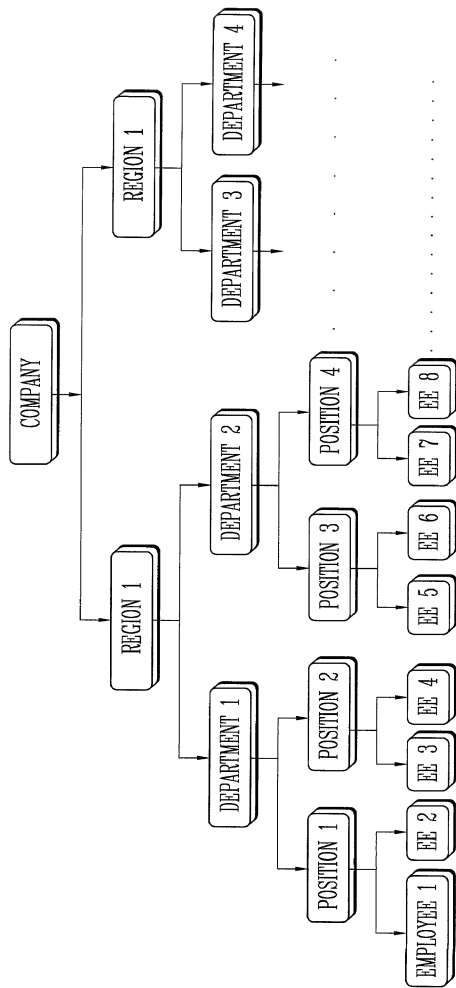 COMPANY
REGION 1
REGION 1
DEPARTMENT 1
DEPARTMENT 2
DEPARTMENT 3
DEPARTMENT 4
POSITION 1
POSITION 2
POSITION 3
POSITION 4
EMPLOYEE 1
EE 2
EE 3
EE 4
EE 5
EE 6
EE 7
EE 8